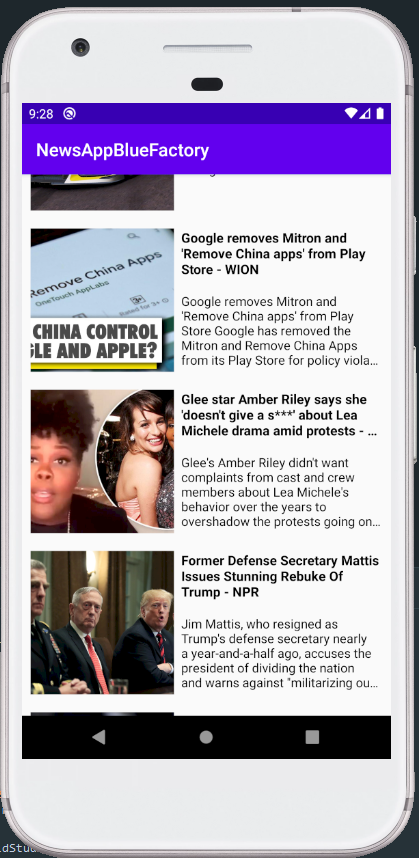 9:28
NewsAppBlueFactory
Google removes Mitron and
'Remove China apps' from Play
Store - WION
Remove China Apps
OneTouch AppLabs
CHINA CONTROL
GLE AND APPLE?
Google removes Mitron and
'Remove China apps' from Play
Store Google has removed the
Mitron and Remove China Apps
from its Play Store for policy viola...
Glee star Amber Riley says she
'doesn't give a s***' about Lea
Michele drama amid protests - ...
Glee's Amber Riley didn't want
complaints from cast and crew
members about Lea Michele's
behavior over the years to
overshadow the protests going on...
Former Defense Secretary Mattis
Issues Stunning Rebuke Of
Trump - NPR
Jim Mattis, who resigned as
Trump's defense secretary nearly
a year-and-a-half ago, accuses the
president of dividing the nation
and warns against "militarizing ou...